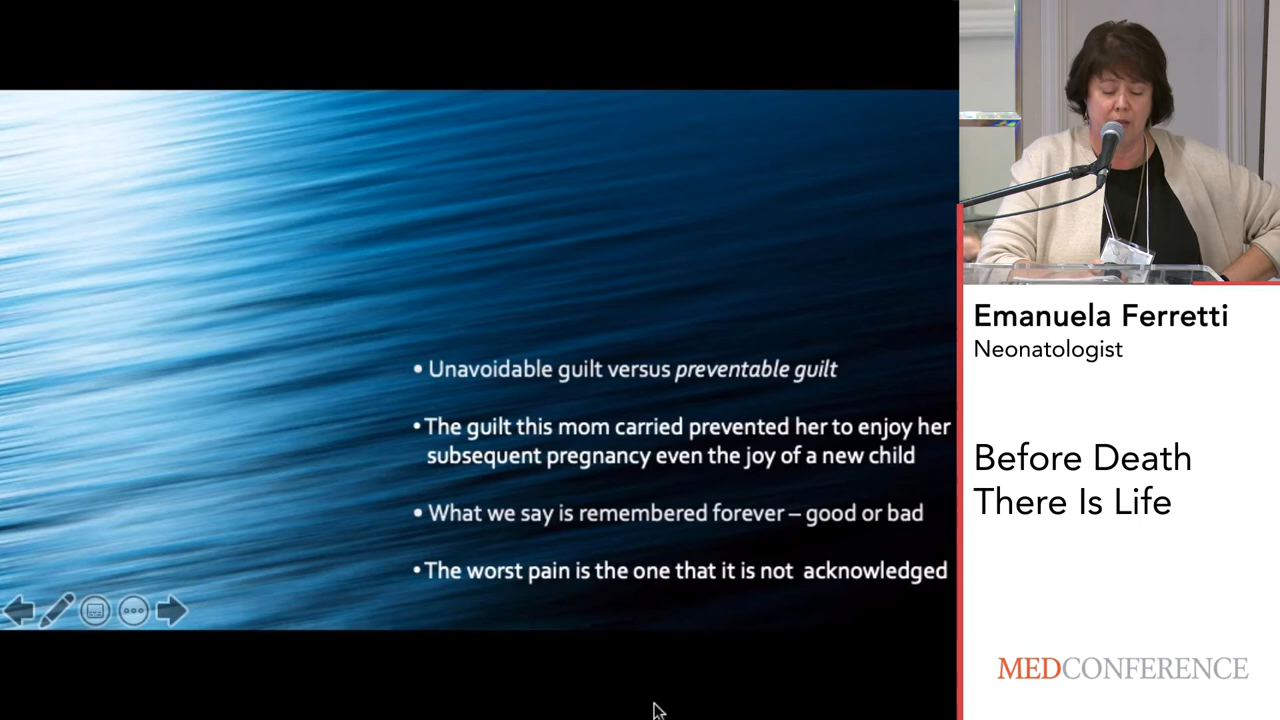 • Unavoidable guilt versus preventable guilt
• The guilt this mom carried prevented her to enjoy her
subsequent pregnancy even the joy of a new child
• What we say is remembered forever – good or bad
• The worst pain is the one that it is not acknowledged
Emanuela Ferretti
Neonatologist
Before Death
There Is Life
MEDCONFERENCE